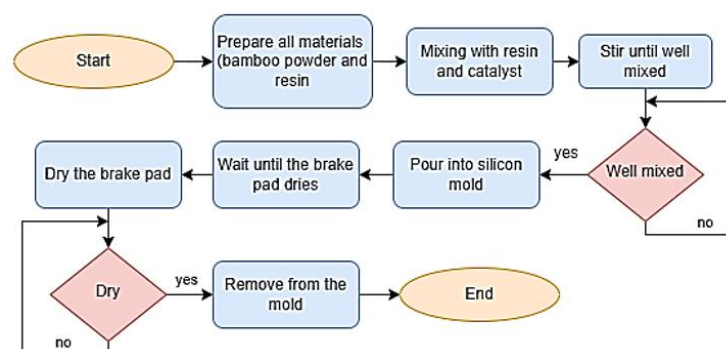 Start
Prepare all materials
(bamboo powder and
resin
Mixing with resin
and catalyst
Stir until well
mixed
Well mixed
yes
no
Pour into silicon
mold
Wait until the brake
pad dries
Dry the brake pad
Dry
yes
no
Remove from the
mold
End